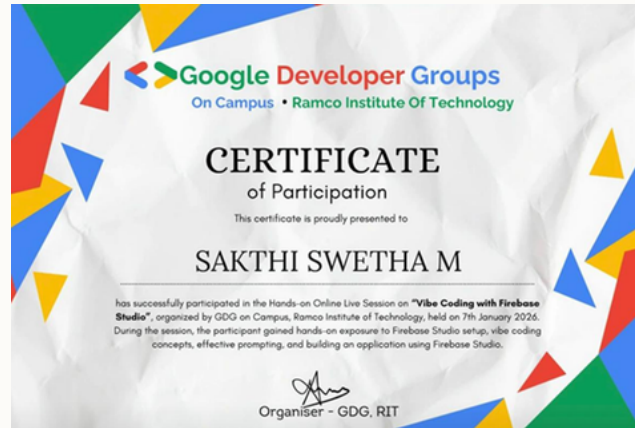 Google Developer Groups
On Campus • Ramco Institute Of Technology
CERTIFICATE
of Participation
This certificate is proudly presented to
SAKTHI SWETHA M
has successfully participated in the Hands-on Online Live Session on "Vibe Coding with Firebase
Studio", organized by GDG on Campus, Ramco Institute of Technology, held on 7th January 2026.
During the session, the participant gained hands-on exposure to Firebase Studio setup, vibe coding
concepts, effective prompting, and building an application using Firebase Studio.
Organiser - GDG, RIT